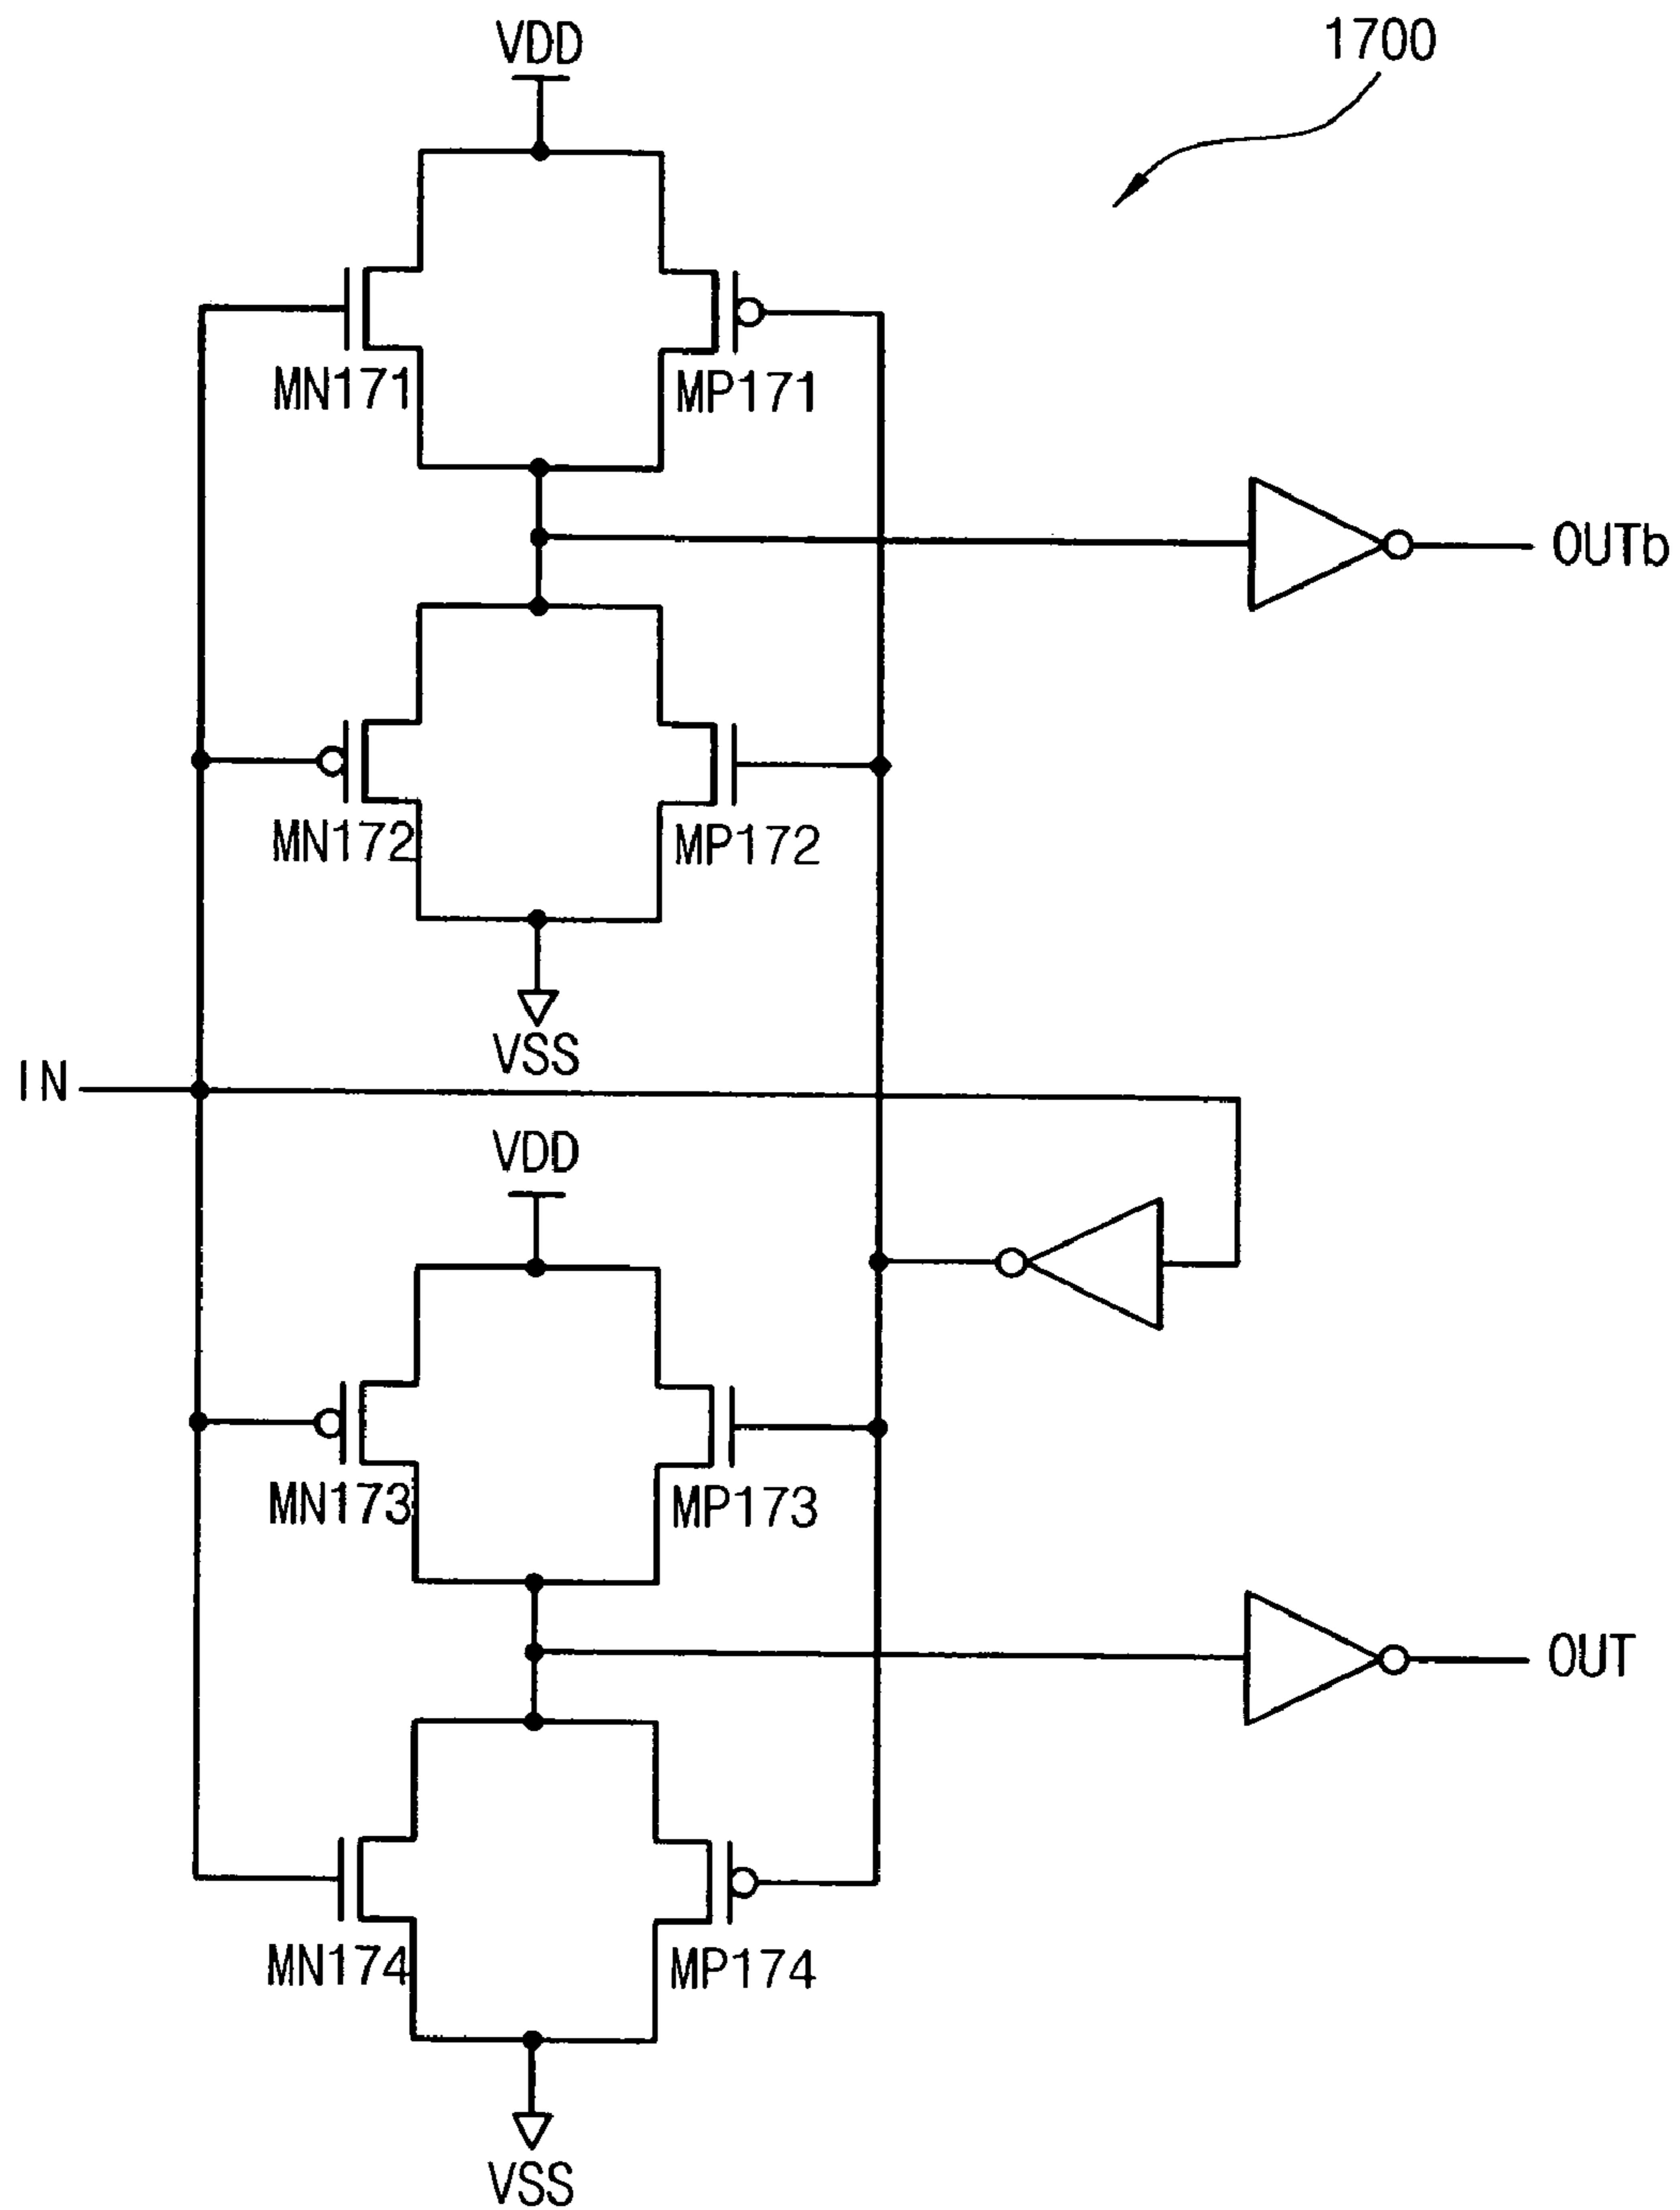 1700
VDD
MN171
MP171
OUTb
MN172
MP172
VSS
IN
VDD
MN173
MP173
OUT
MN174
MP174
VSS